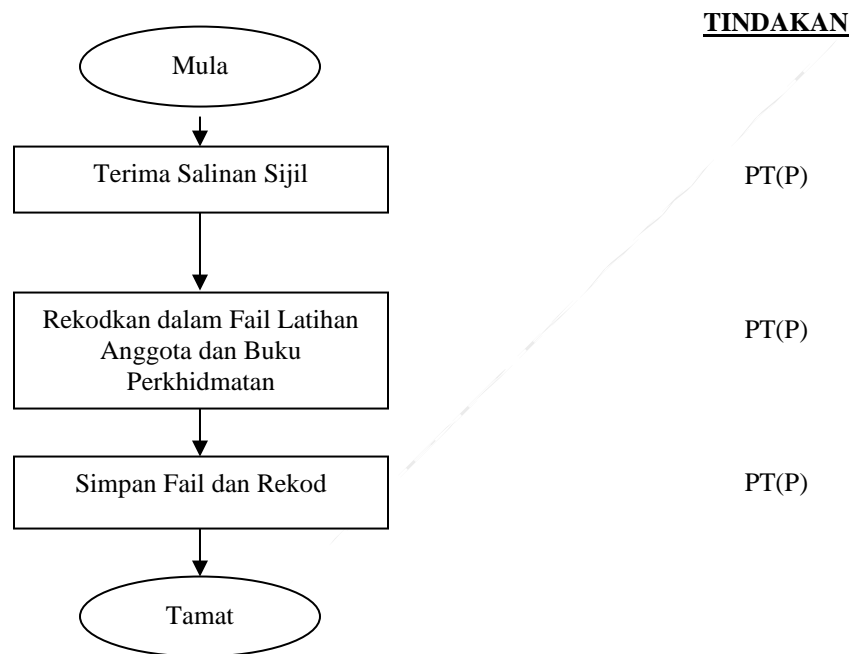 TINDAKAN
Mula
Terima Salinan Sijil
PT(P)
Rekodkan dalam Fail Latihan
Anggota dan Buku
Perkhidmatan
PT(P)
Simpan Fail dan Rekod
PT(P)
Tamat